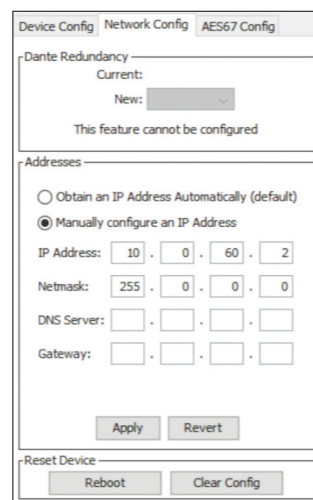 Device Config Network Config AES67 Config
Dante Redundancy
Current:
New:
This feature cannot be configured
Addresses
Obtain an IP Address Automatically (default)
Manually configure an IP Address
IP Address: 10 . 0 . 60 . 2
Netmask: 255 . 0 . 0 . 0
DNS Server: . . .
Gateway: . . .
Apply Revert
Reset Device
Reboot Clear Config